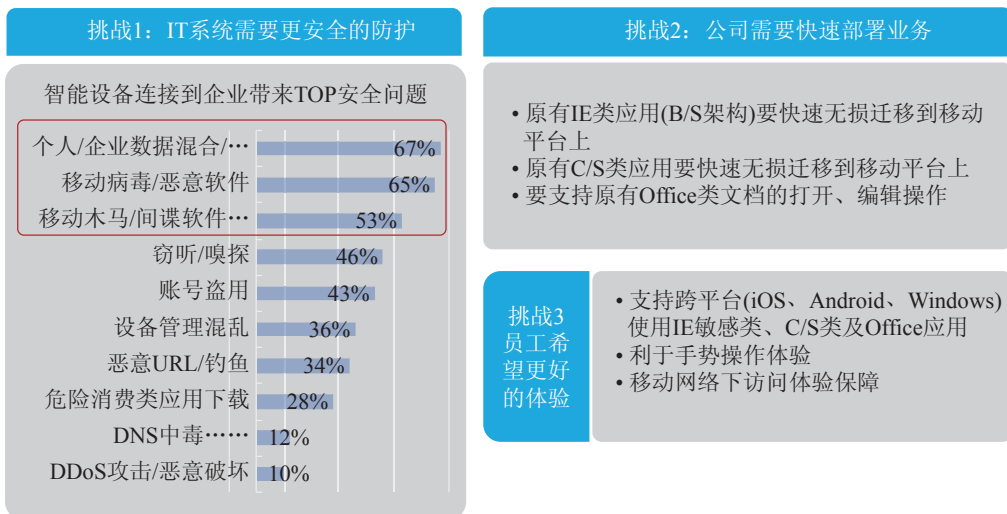 挑战1：IT系统需要更安全的防护
智能设备连接到企业带来TOP安全问题
个人/企业数据混合/… 67%
移动病毒/恶意软件 65%
移动木马/间谍软件… 53%
窃听/嗅探 46%
账号盗用 43%
设备管理混乱 36%
恶意URL/钓鱼 34%
危险消费类应用下载 28%
DNS中毒…… 12%
DDoS攻击/恶意破坏 10%
挑战2：公司需要快速部署业务
• 原有IE类应用(B/S架构)要快速无损迁移到移动
平台上
• 原有C/S类应用要快速无损迁移到移动平台上
• 要支持原有Office类文档的打开、编辑操作
挑战3
员工希
望更好
的体验
• 支持跨平台(iOS、Android、Windows)
使用IE敏感类、C/S类及Office应用
• 利于手势操作体验
• 移动网络下访问体验保障